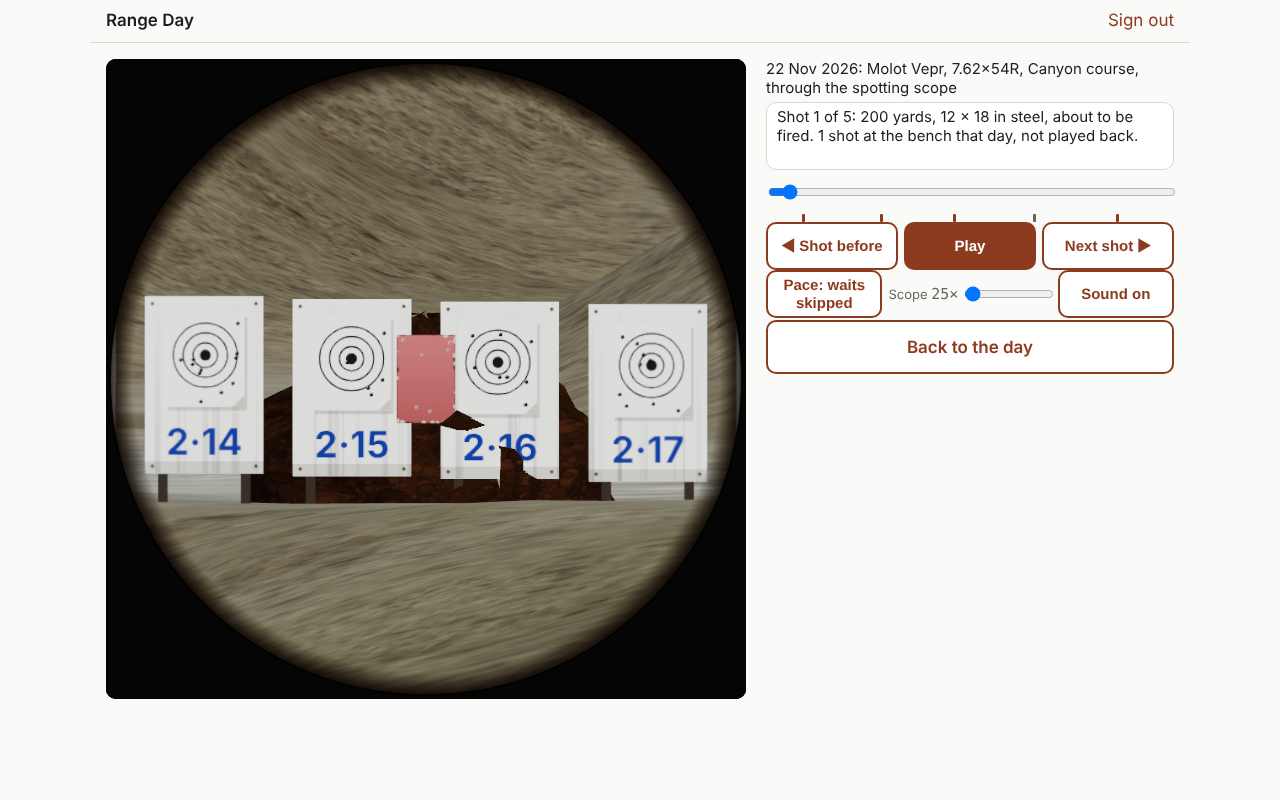 Range Day
Sign out
22 Nov 2026: Molot Vepr, 7.62×54R, Canyon course,
through the spotting scope
Shot 1 of 5: 200 yards, 12 × 18 in steel, about to be
fired. 1 shot at the bench that day, not played back.
◀ Shot before
Play
Next shot ▶
Pace: waits
skipped
Scope 25×
Sound on
Back to the day
2·14
2·15
2·16
2·17